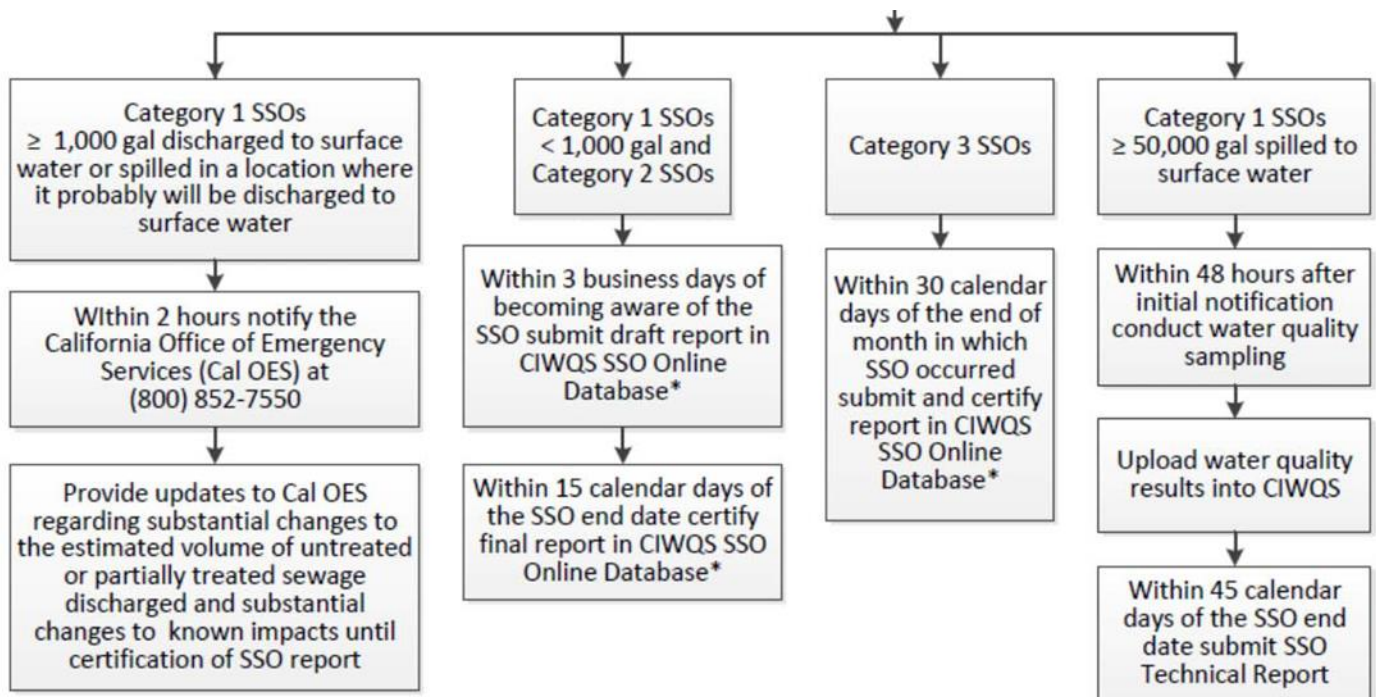 Category 1 SSOs
≥ 1,000 gal discharged to surface
water or spilled in a location where
it probably will be discharged to
surface water
WIthin 2 hours notify the
California Office of Emergency
Services (Cal OES) at
(800) 852-7550
Provide updates to Cal OES
regarding substantial changes to
the estimated volume of untreated
or partially treated sewage
discharged and substantial
changes to known impacts until
certification of SSO report
Category 1 SSOs
< 1,000 gal and
Category 2 SSOs
Within 3 business days of
becoming aware of the
SSO submit draft report in
CIWQS SSO Online
Database*
Within 15 calendar days of
the SSO end date certify
final report in CIWQS SSO
Online Database*
Category 3 SSOs
Within 30 calendar
days of the end of
month in which
SSO occurred
submit and certify
report in CIWQS
SSO Online
Database*
Category 1 SSOs
≥ 50,000 gal spilled to
surface water
Within 48 hours after
initial notification
conduct water quality
sampling
Upload water quality
results into CIWQS
Within 45 calendar
days of the SSO end
date submit SSO
Technical Report